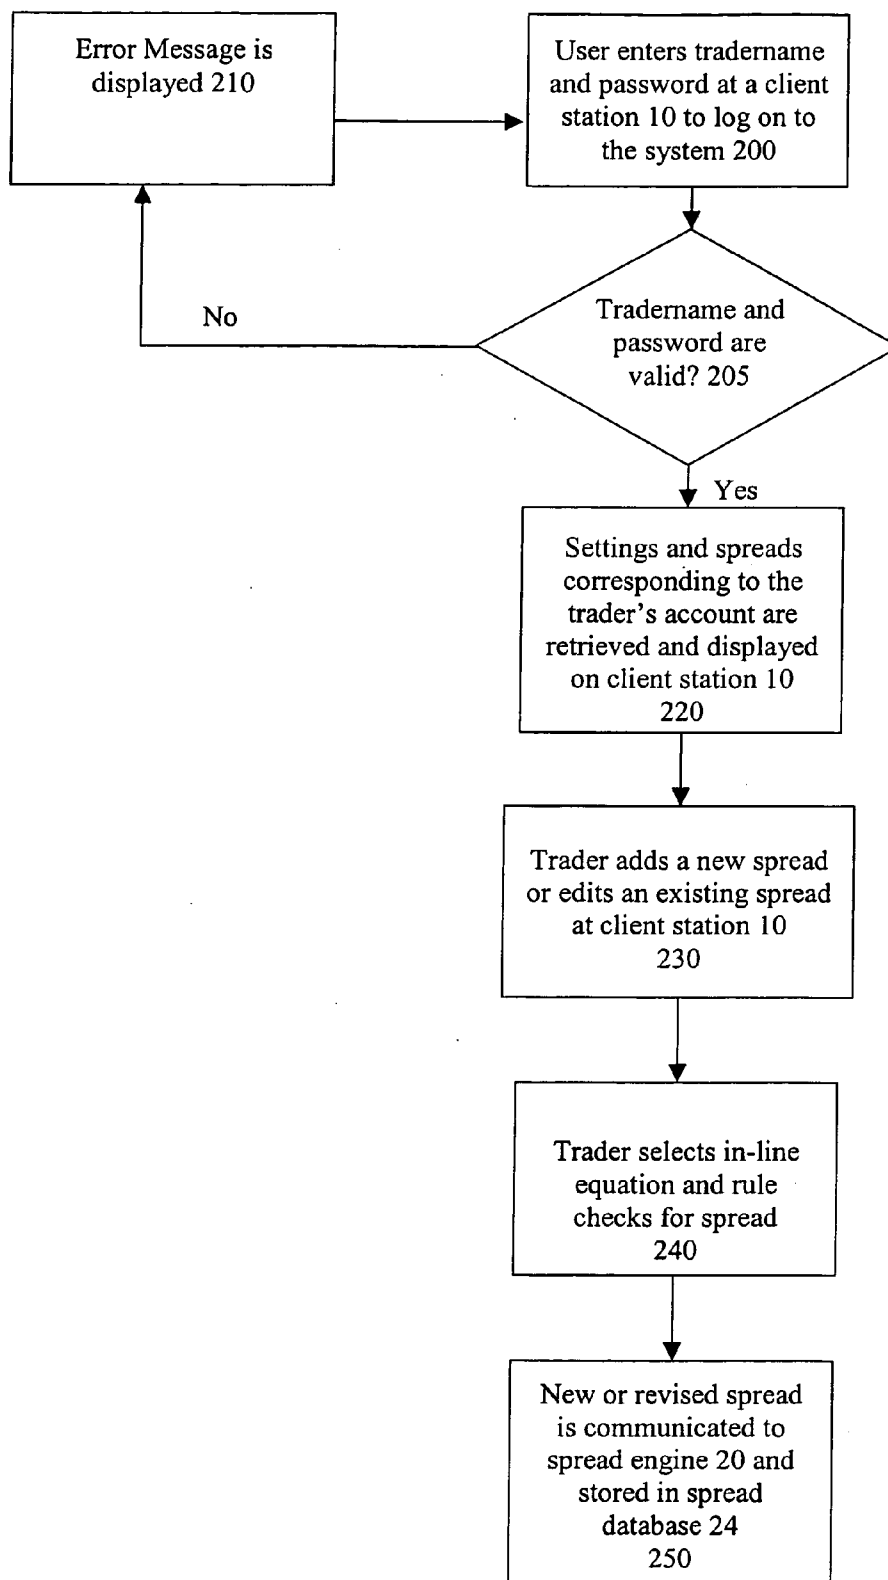 Error Message is
displayed 210
User enters tradername
and password at a client
station 10 to log on to
the system 200
No
Tradername and
password are
valid? 205
Yes
Settings and spreads
corresponding to the
trader's account are
retrieved and displayed
on client station 10
220
Trader adds a new spread
or edits an existing spread
at client station 10
230
Trader selects in-line
equation and rule
checks for spread
240
New or revised spread
is communicated to
spread engine 20 and
stored in spread
database 24
250